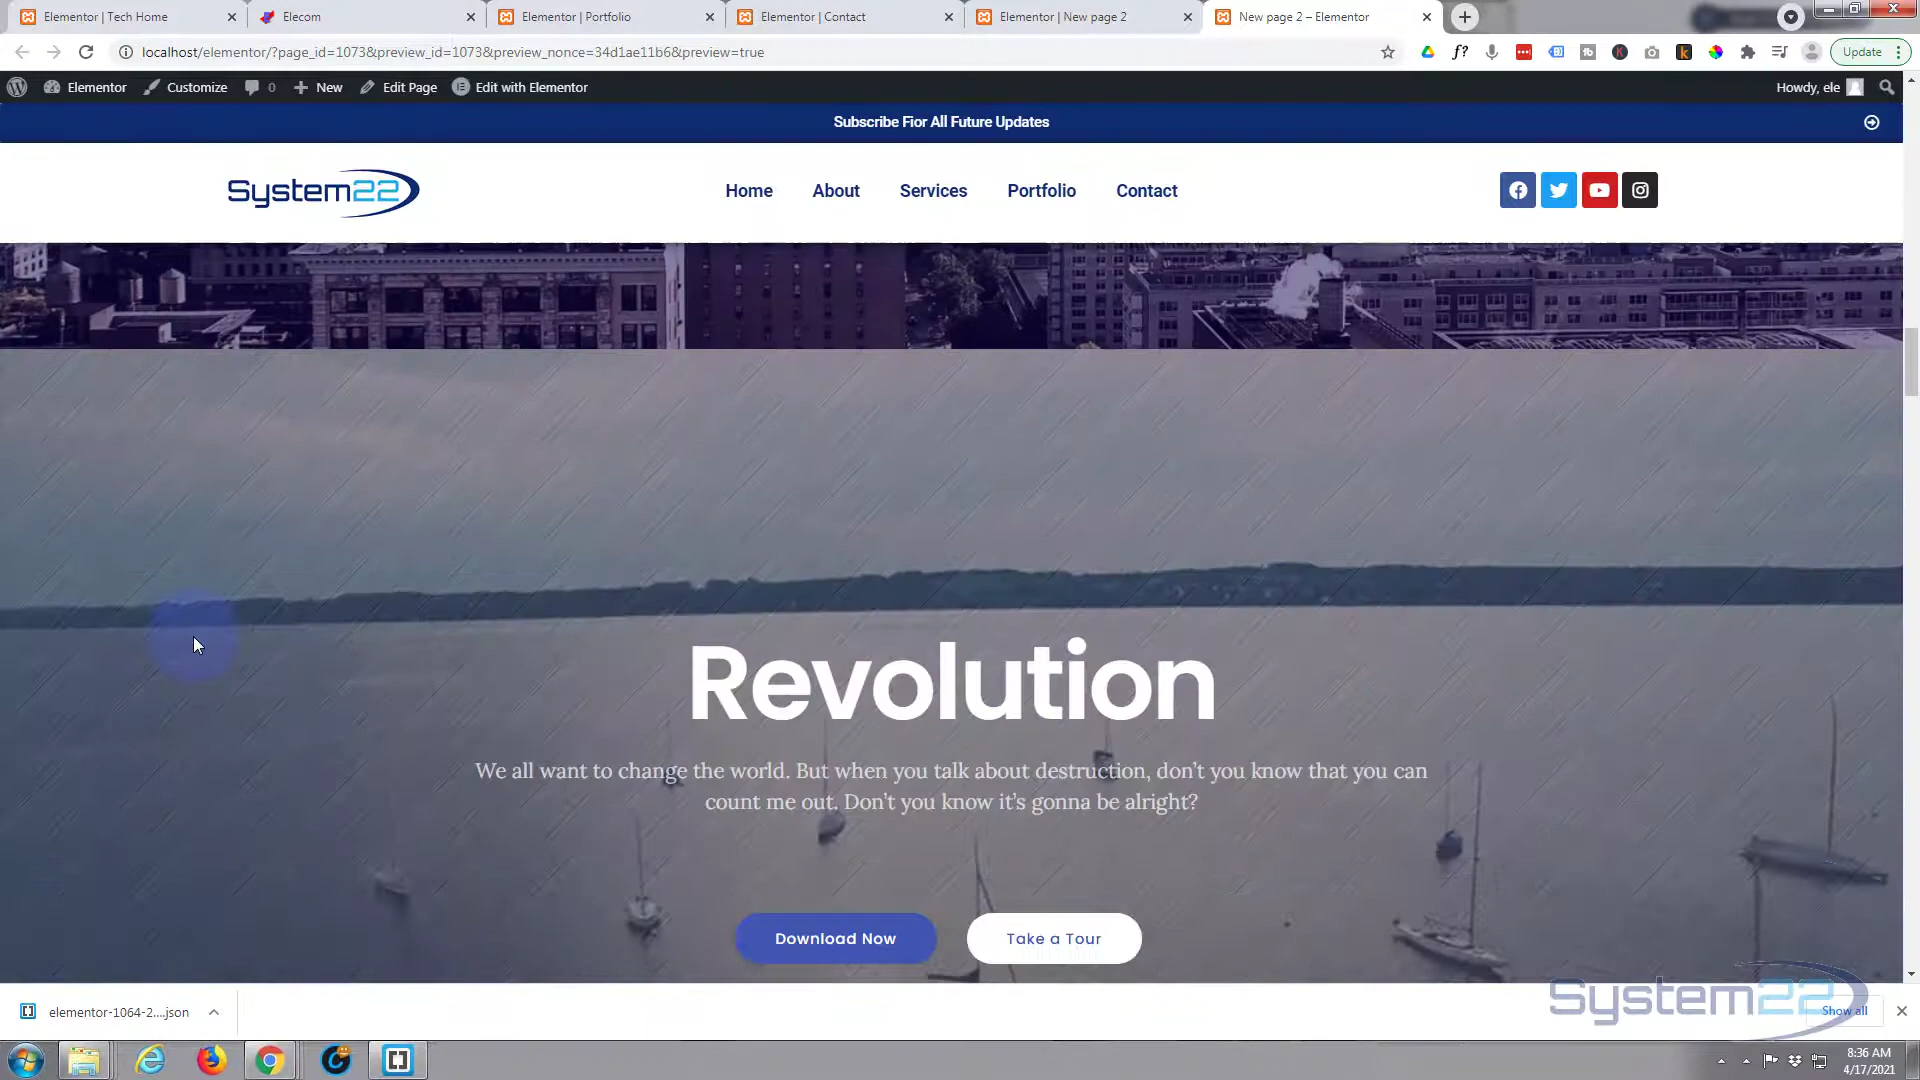 Elementor | Tech Home
Elecom
Elementor | Portfolio
Elementor | Contact
Elementor | New page 2
New page 2 – Elementor
localhost/elementor/?page_id=1073&preview_id=1073&preview_nonce=34d1ae11b6&preview=true
Update
Elementor
Customize
0
New
Edit Page
Edit with Elementor
Howdy, ele
Subscribe Fior All Future Updates
System22
Home
About
Services
Portfolio
Contact
Revolution
We all want to change the world. But when you talk about destruction, don’t you know that you can
count me out. Don’t you know it’s gonna be alright?
Download Now
Take a Tour
elementor-1064-2....json
System22
Show all
8:36 AM
4/17/2021